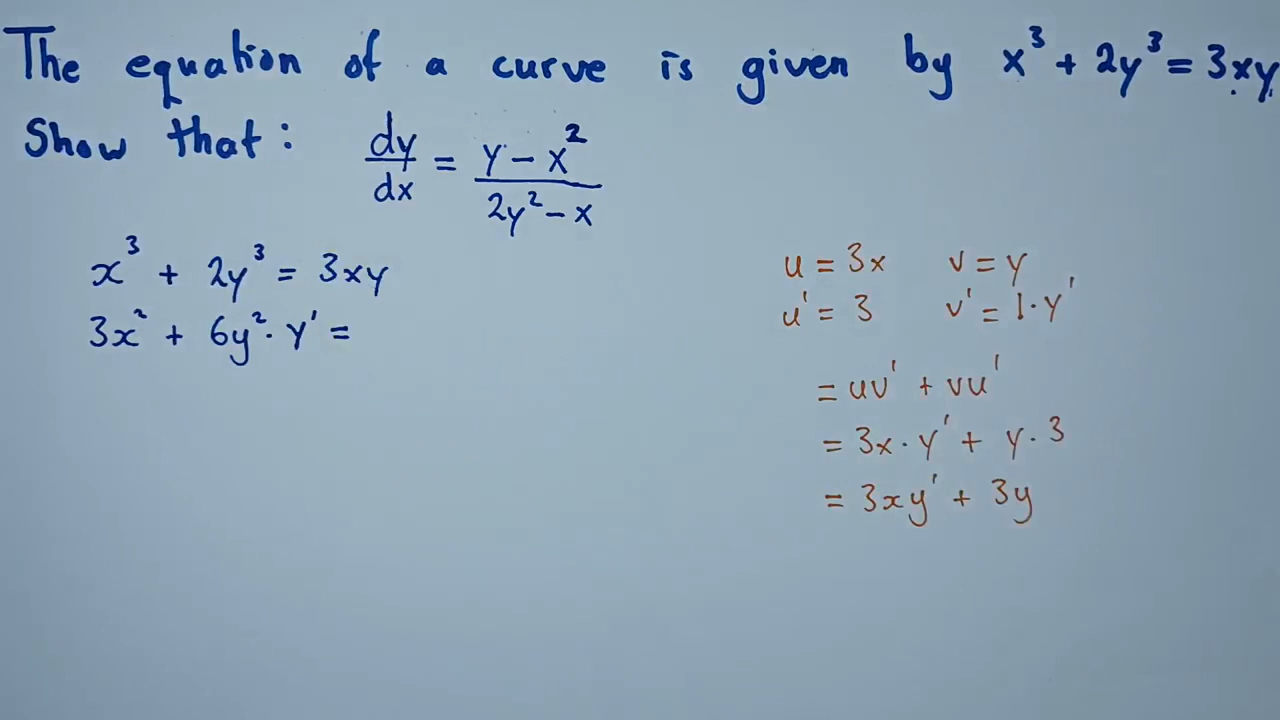 The equation of a curve is given by x³ + 2y³ = 3xy
Show that: dy/dx = (y - x²)/(2y² - x)
x³ + 2y³ = 3xy
3x² + 6y² · y' =
u = 3x v = y
u' = 3 v' = 1 · y'
= uv' + vu'
= 3x · y' + y · 3
= 3xy' + 3y